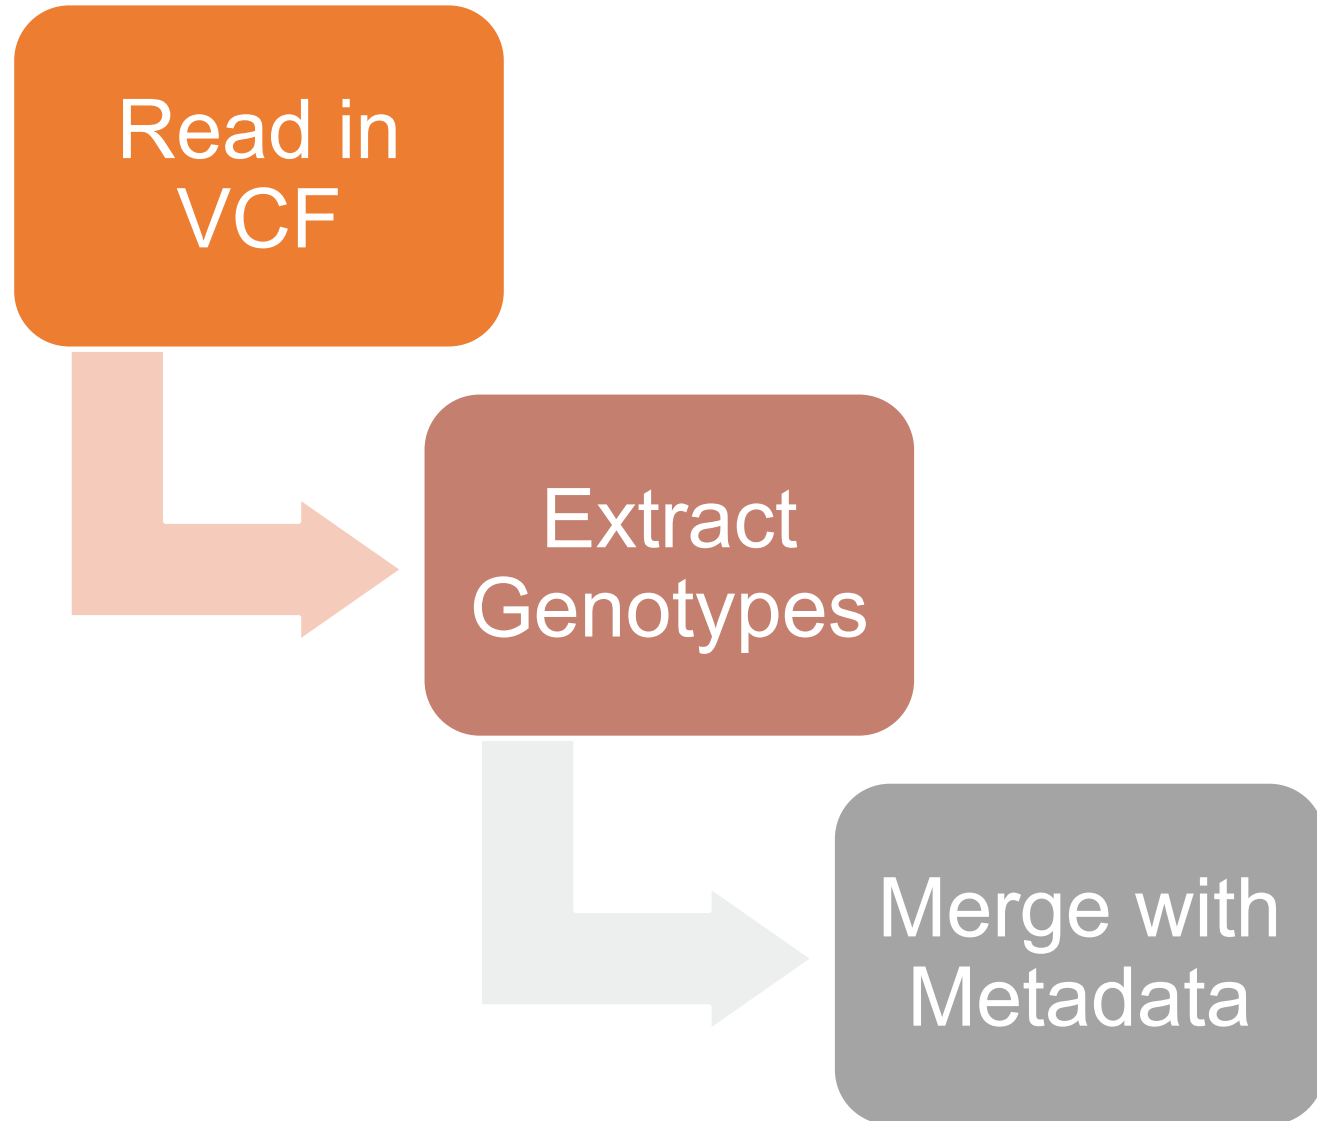 Read in
VCF
Extract
Genotypes
Merge with
Metadata